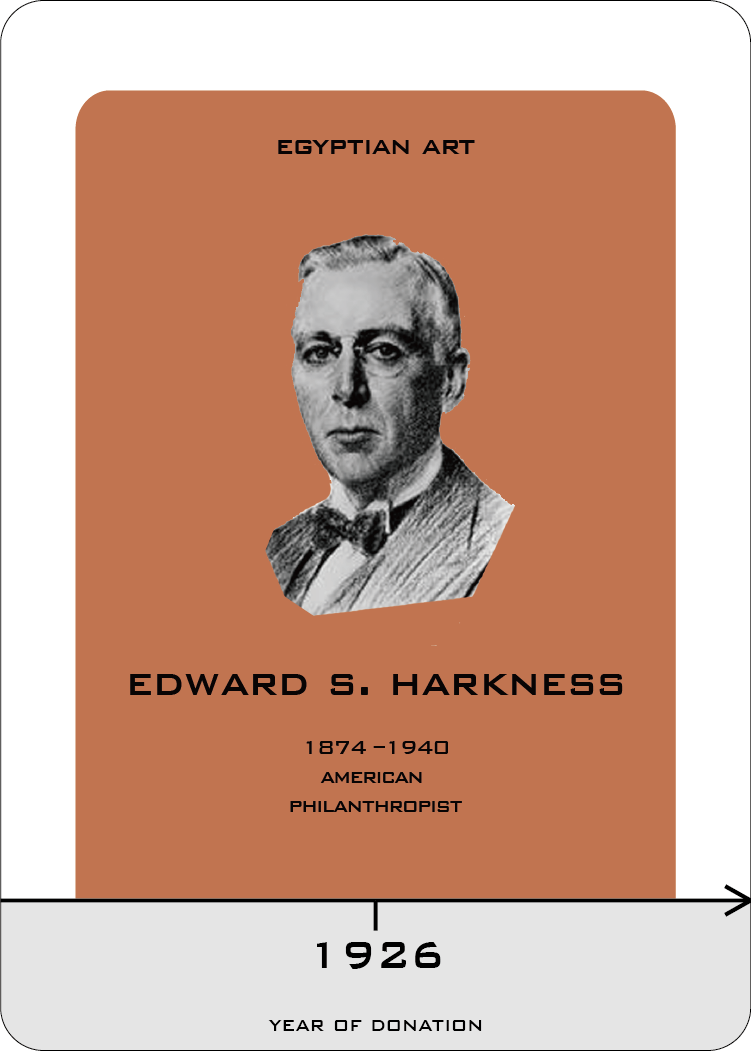 EGYPTIAN ART
EDWARD S. HARKNESS
1874 –1940
AMERICAN
PHILANTHROPIST
1926
YEAR OF DONATION